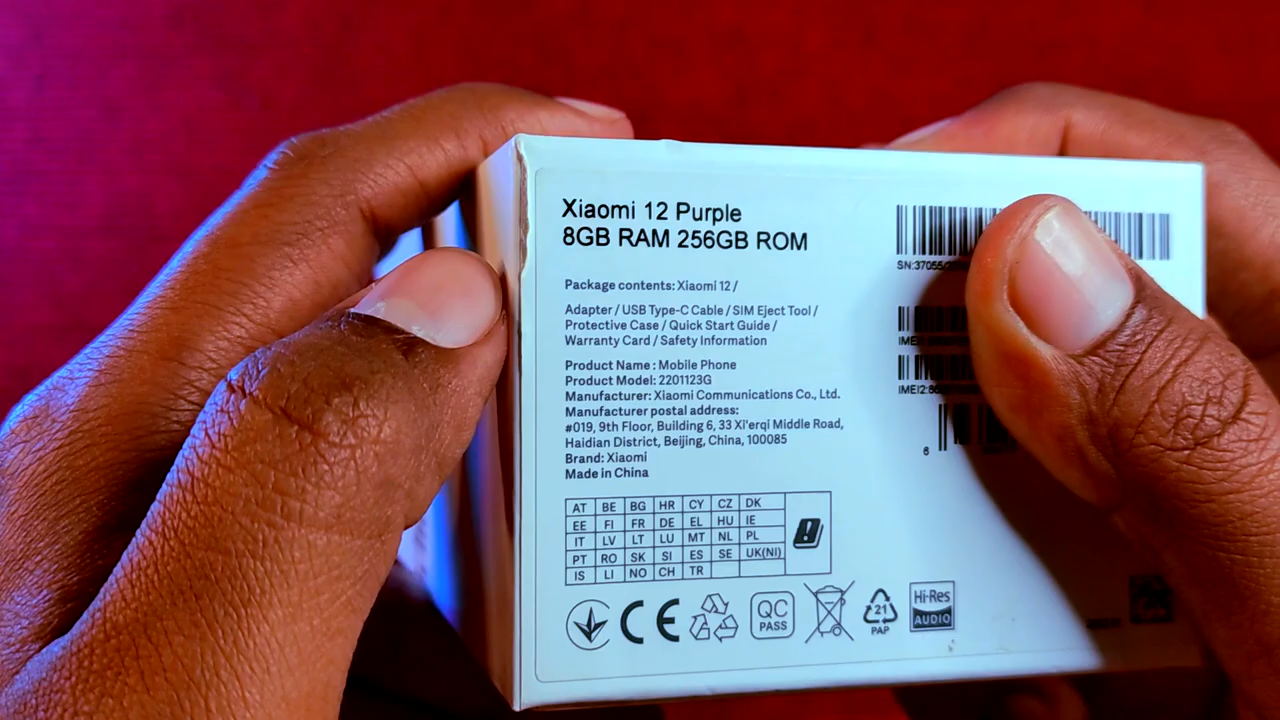 Xiaomi 12 Purple
8GB RAM 256GB ROM
Package contents: Xiaomi 12 /
Adapter / USB Type-C Cable / SIM Eject Tool /
Protective Case / Quick Start Guide /
Warranty Card / Safety Information
Product Name : Mobile Phone
Product Model: 2201123G
Manufacturer: Xiaomi Communications Co., Ltd.
Manufacturer postal address:
#019, 9th Floor, Building 6, 33 Xi'erqi Middle Road,
Haidian District, Beijing, China, 100085
Brand: Xiaomi
Made in China
AT BE BG HR CY CZ DK
EE FI FR DE EL HU IE
IT LV LT LU MT NL PL
PT RO SK SI ES SE UK(NI)
IS LI NO CH TR
CE
QC
PASS
21
PAP
Hi-Res
AUDIO
SN:37055
IMEI2:86
6